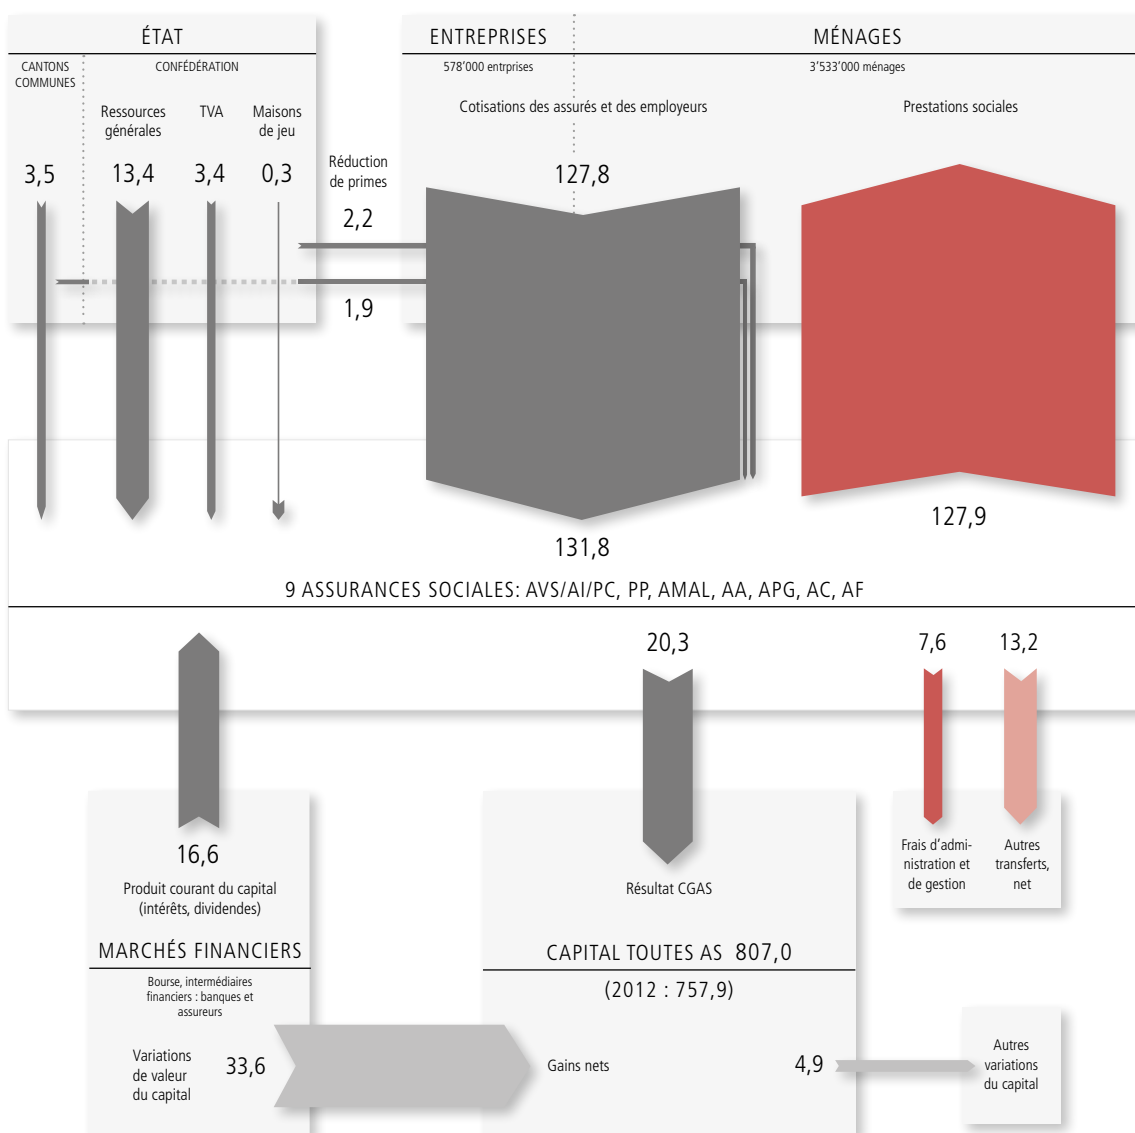 ÉTAT
CANTONS
COMMUNES
CONFÉDÉRATION
Ressources
générales
TVA
Maisons
de jeu
3,5
13,4
3,4
0,3
Réduction
de primes
2,2
1,9
ENTREPRISES
MÉNAGES
578’000 entrprises
3’533’000 ménages
Cotisations des assurés et des employeurs
Prestations sociales
127,8
131,8
127,9
9 ASSURANCES SOCIALES: AVS/AI/PC, PP, AMAL, AA, APG, AC, AF
20,3
7,6
13,2
16,6
Produit courant du capital
(intérêts, dividendes)
Résultat CGAS
Frais d’admi-
nistration et
de gestion
Autres
transferts,
net
MARCHÉS FINANCIERS
Bourse, intermédiaires
financiers : banques et
assureurs
CAPITAL TOUTES AS 807,0
(2012 : 757,9)
Variations
de valeur
du capital
33,6
Gains nets
4,9
Autres
variations
du capital